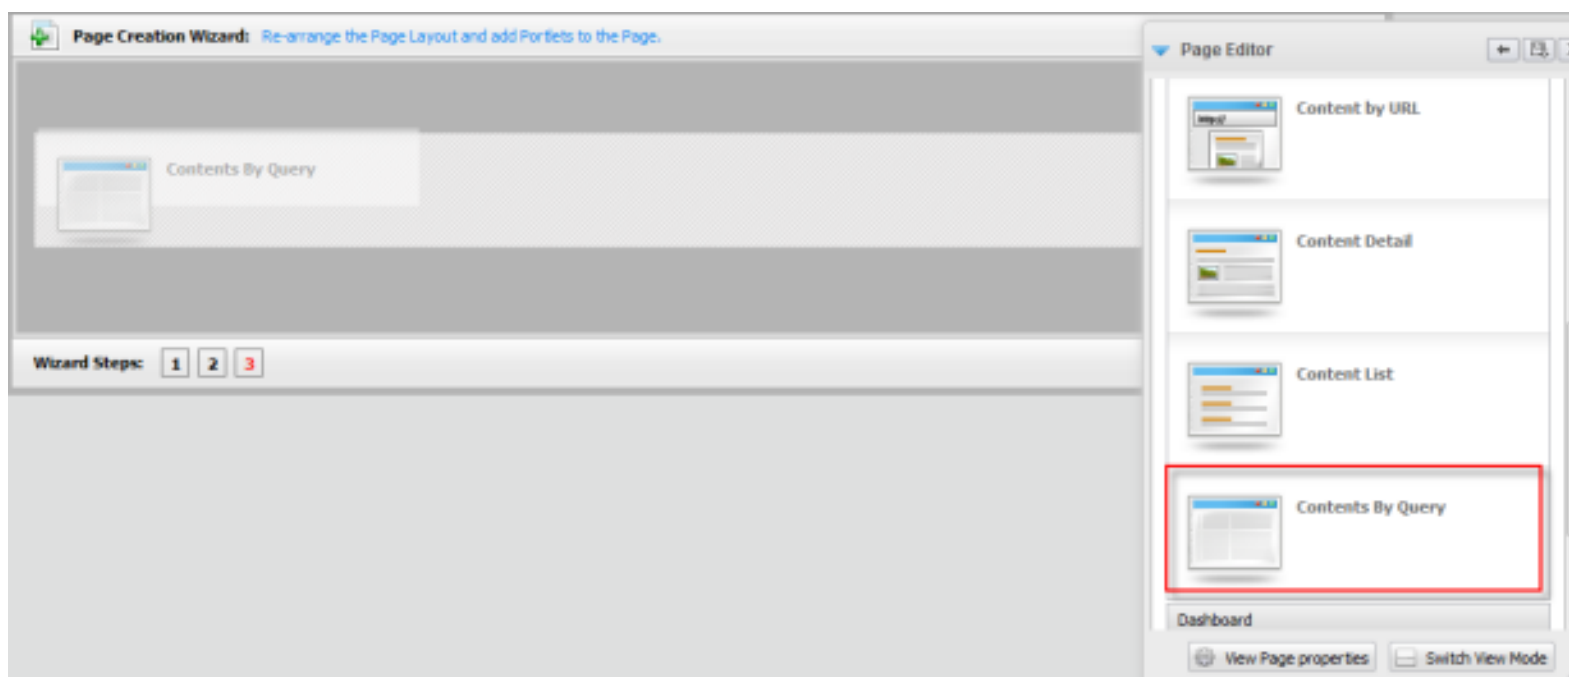 Page Creation Wizard: Re-arrange the Page Layout and add Portlets to the Page.
Contents By Query
Wizard Steps: 1 2 3
Page Editor
http://
Content by URL
Content Detail
Content List
Contents By Query
Dashboard
View Page properties Switch View Mode